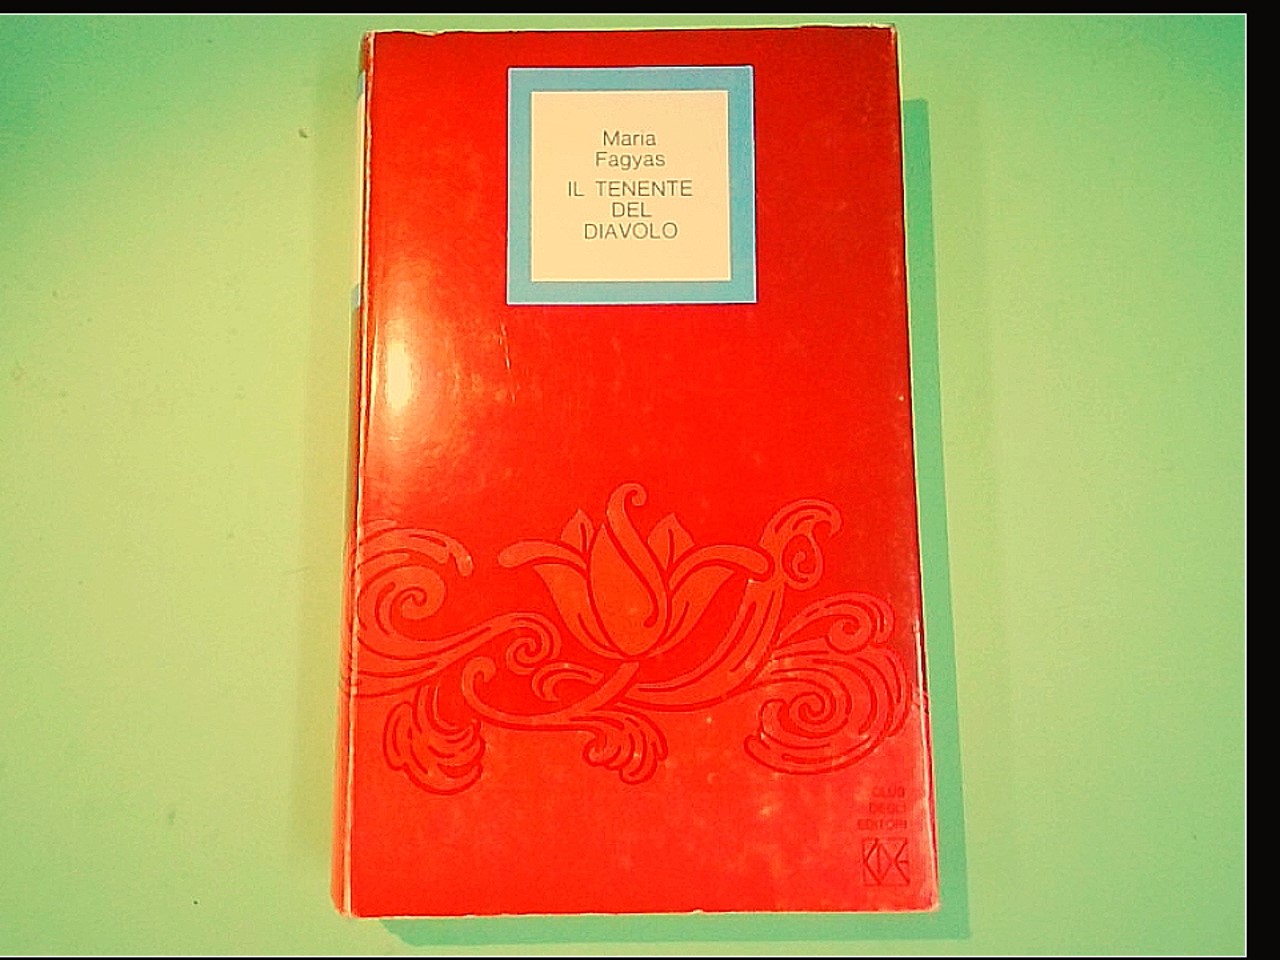 Maria
Fagyas
IL TENENTE
DEL
DIAVOLO
CLUB
DEGLI
EDITORI